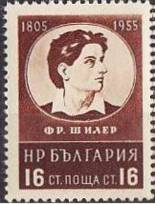 1805 1955
ФР. ШИЛЕР
НР БЪЛГАРИЯ
16 СТ. ПОЩА СТ. 16